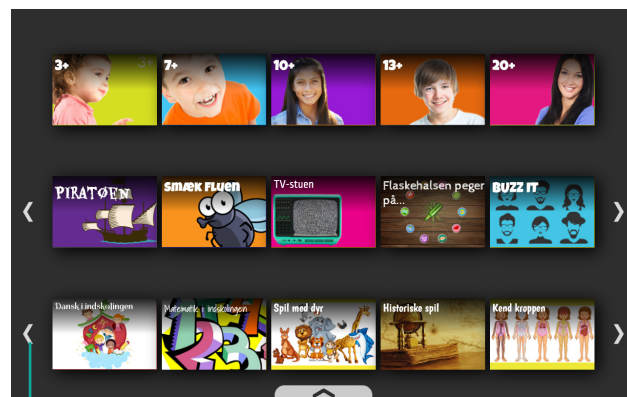 3+
7+
10+
13+
20+
PIRATØEN
SMÆK FLUEN
TV-stuen
Flaskehalsen peger
på...
BUZZ IT
Dansk i indskolingen
Matematik i indskolingen
Spil med dyr
Historiske spil
Kend kroppen